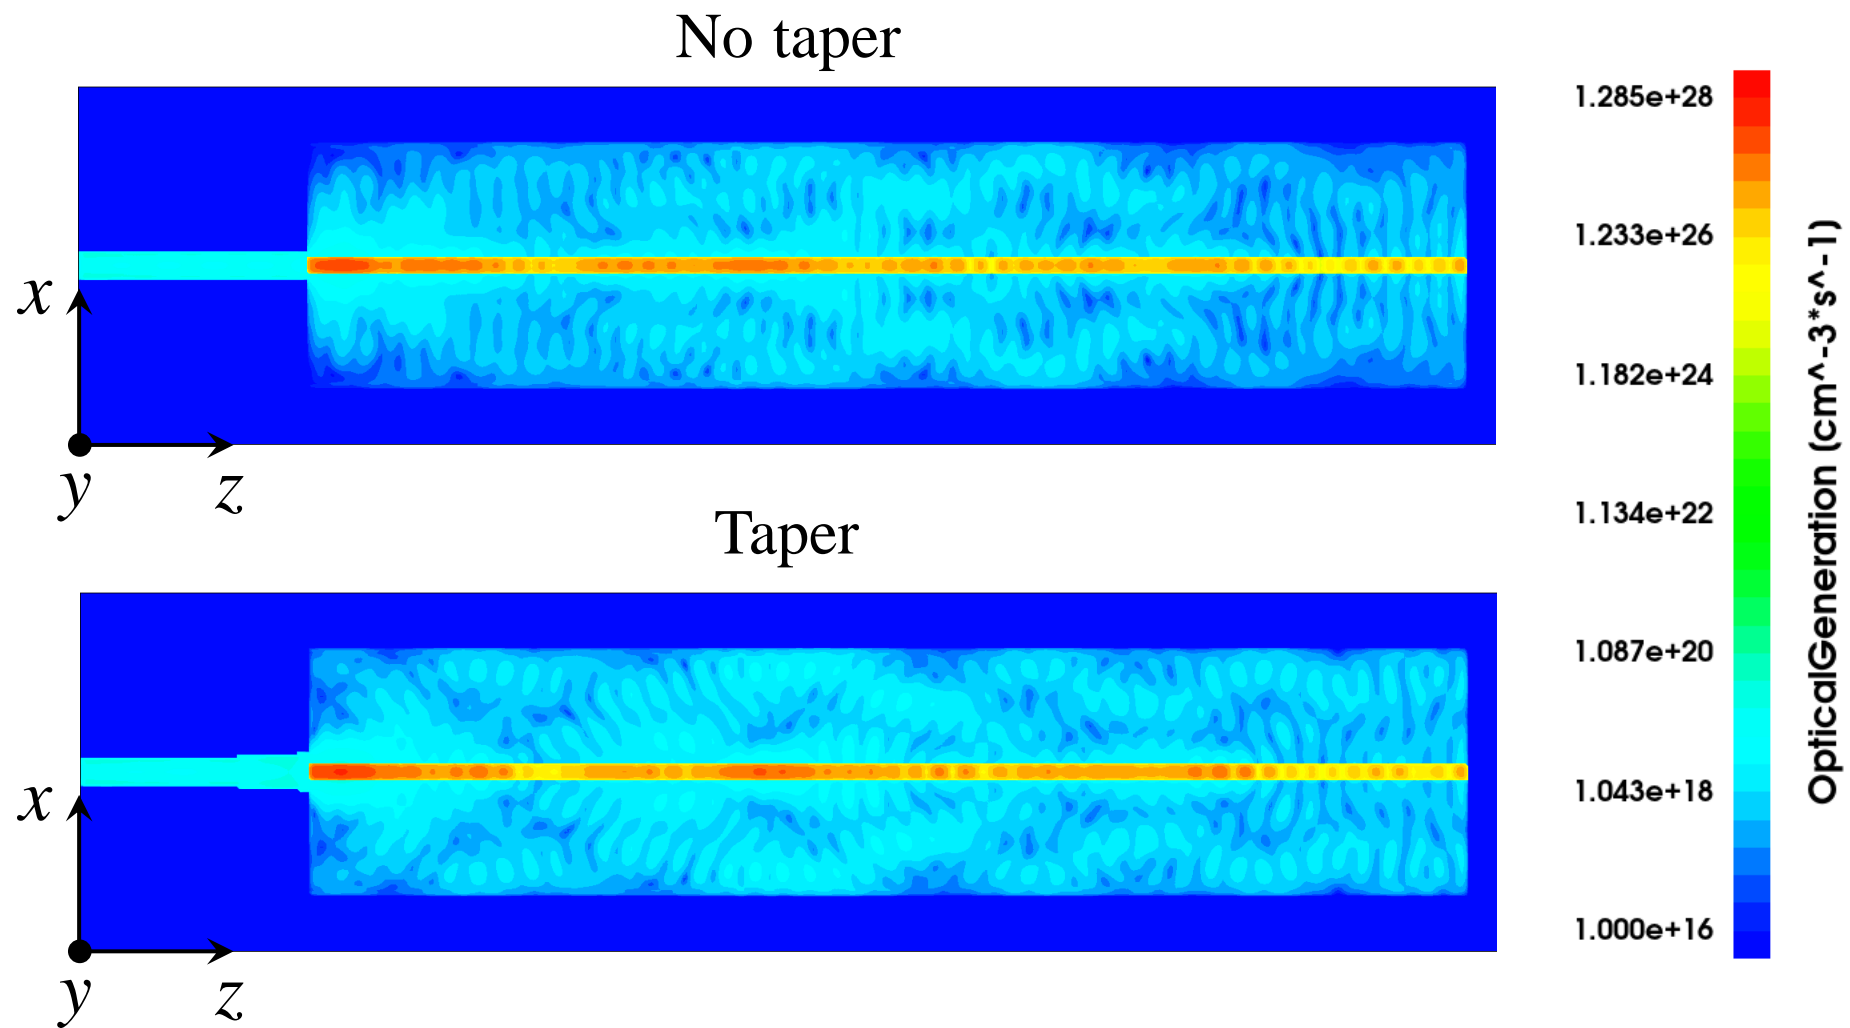 No taper
x
y
z
Taper
x
y
z
1.285e+28
1.233e+26
1.182e+24
1.134e+22
1.087e+20
1.043e+18
1.000e+16
OpticalGeneration (cm^-3*s^-1)